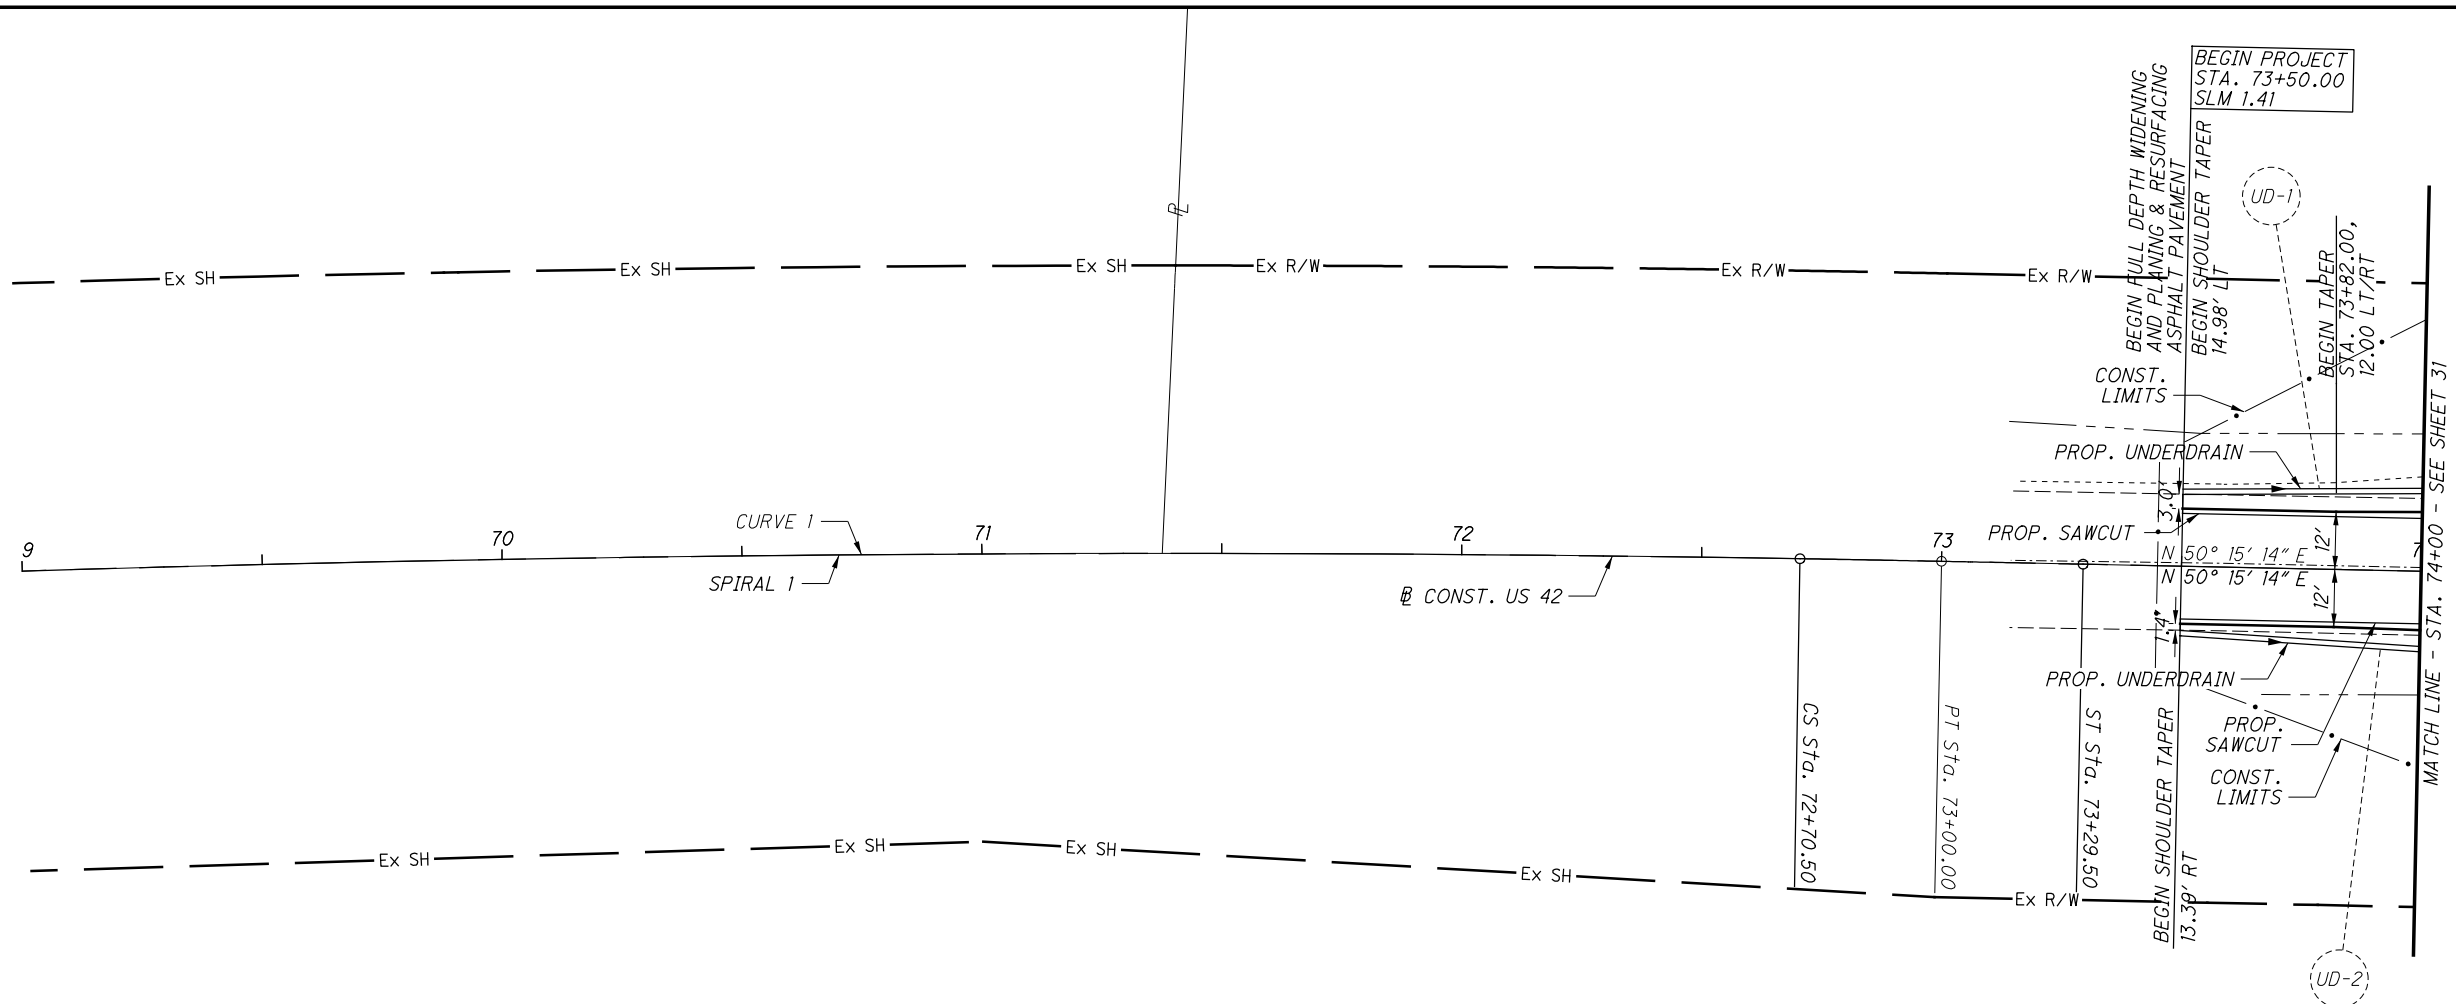 BEGIN PROJECT
STA. 73+50.00
SLM 1.41
BEGIN FULL DEPTH WIDENING
AND PLANING & RESURFACING
ASPHALT PAVEMENT
BEGIN SHOULDER TAPER
14.98' LT
UD-1
BEGIN TAPER
STA. 73+82.00,
12.00 LT/RT
PL
Ex SH
Ex SH
Ex SH
Ex R/W
Ex R/W
Ex R/W
CONST.
LIMITS
PROP. UNDERDRAIN
3.0'
PROP. SAWCUT
MATCH LINE - STA. 74+00 - SEE SHEET 31
9
70
71
72
73
7
CURVE 1
SPIRAL 1
BL CONST. US 42
N 50° 15' 14" E
N 50° 15' 14" E
12'
12'
1.4'
PROP. UNDERDRAIN
PROP.
SAWCUT
CONST.
LIMITS
CS Sta. 72+70.50
PT Sta. 73+00.00
ST Sta. 73+29.50
BEGIN SHOULDER TAPER
13.39' RT
Ex SH
Ex SH
Ex SH
Ex SH
Ex R/W
UD-2